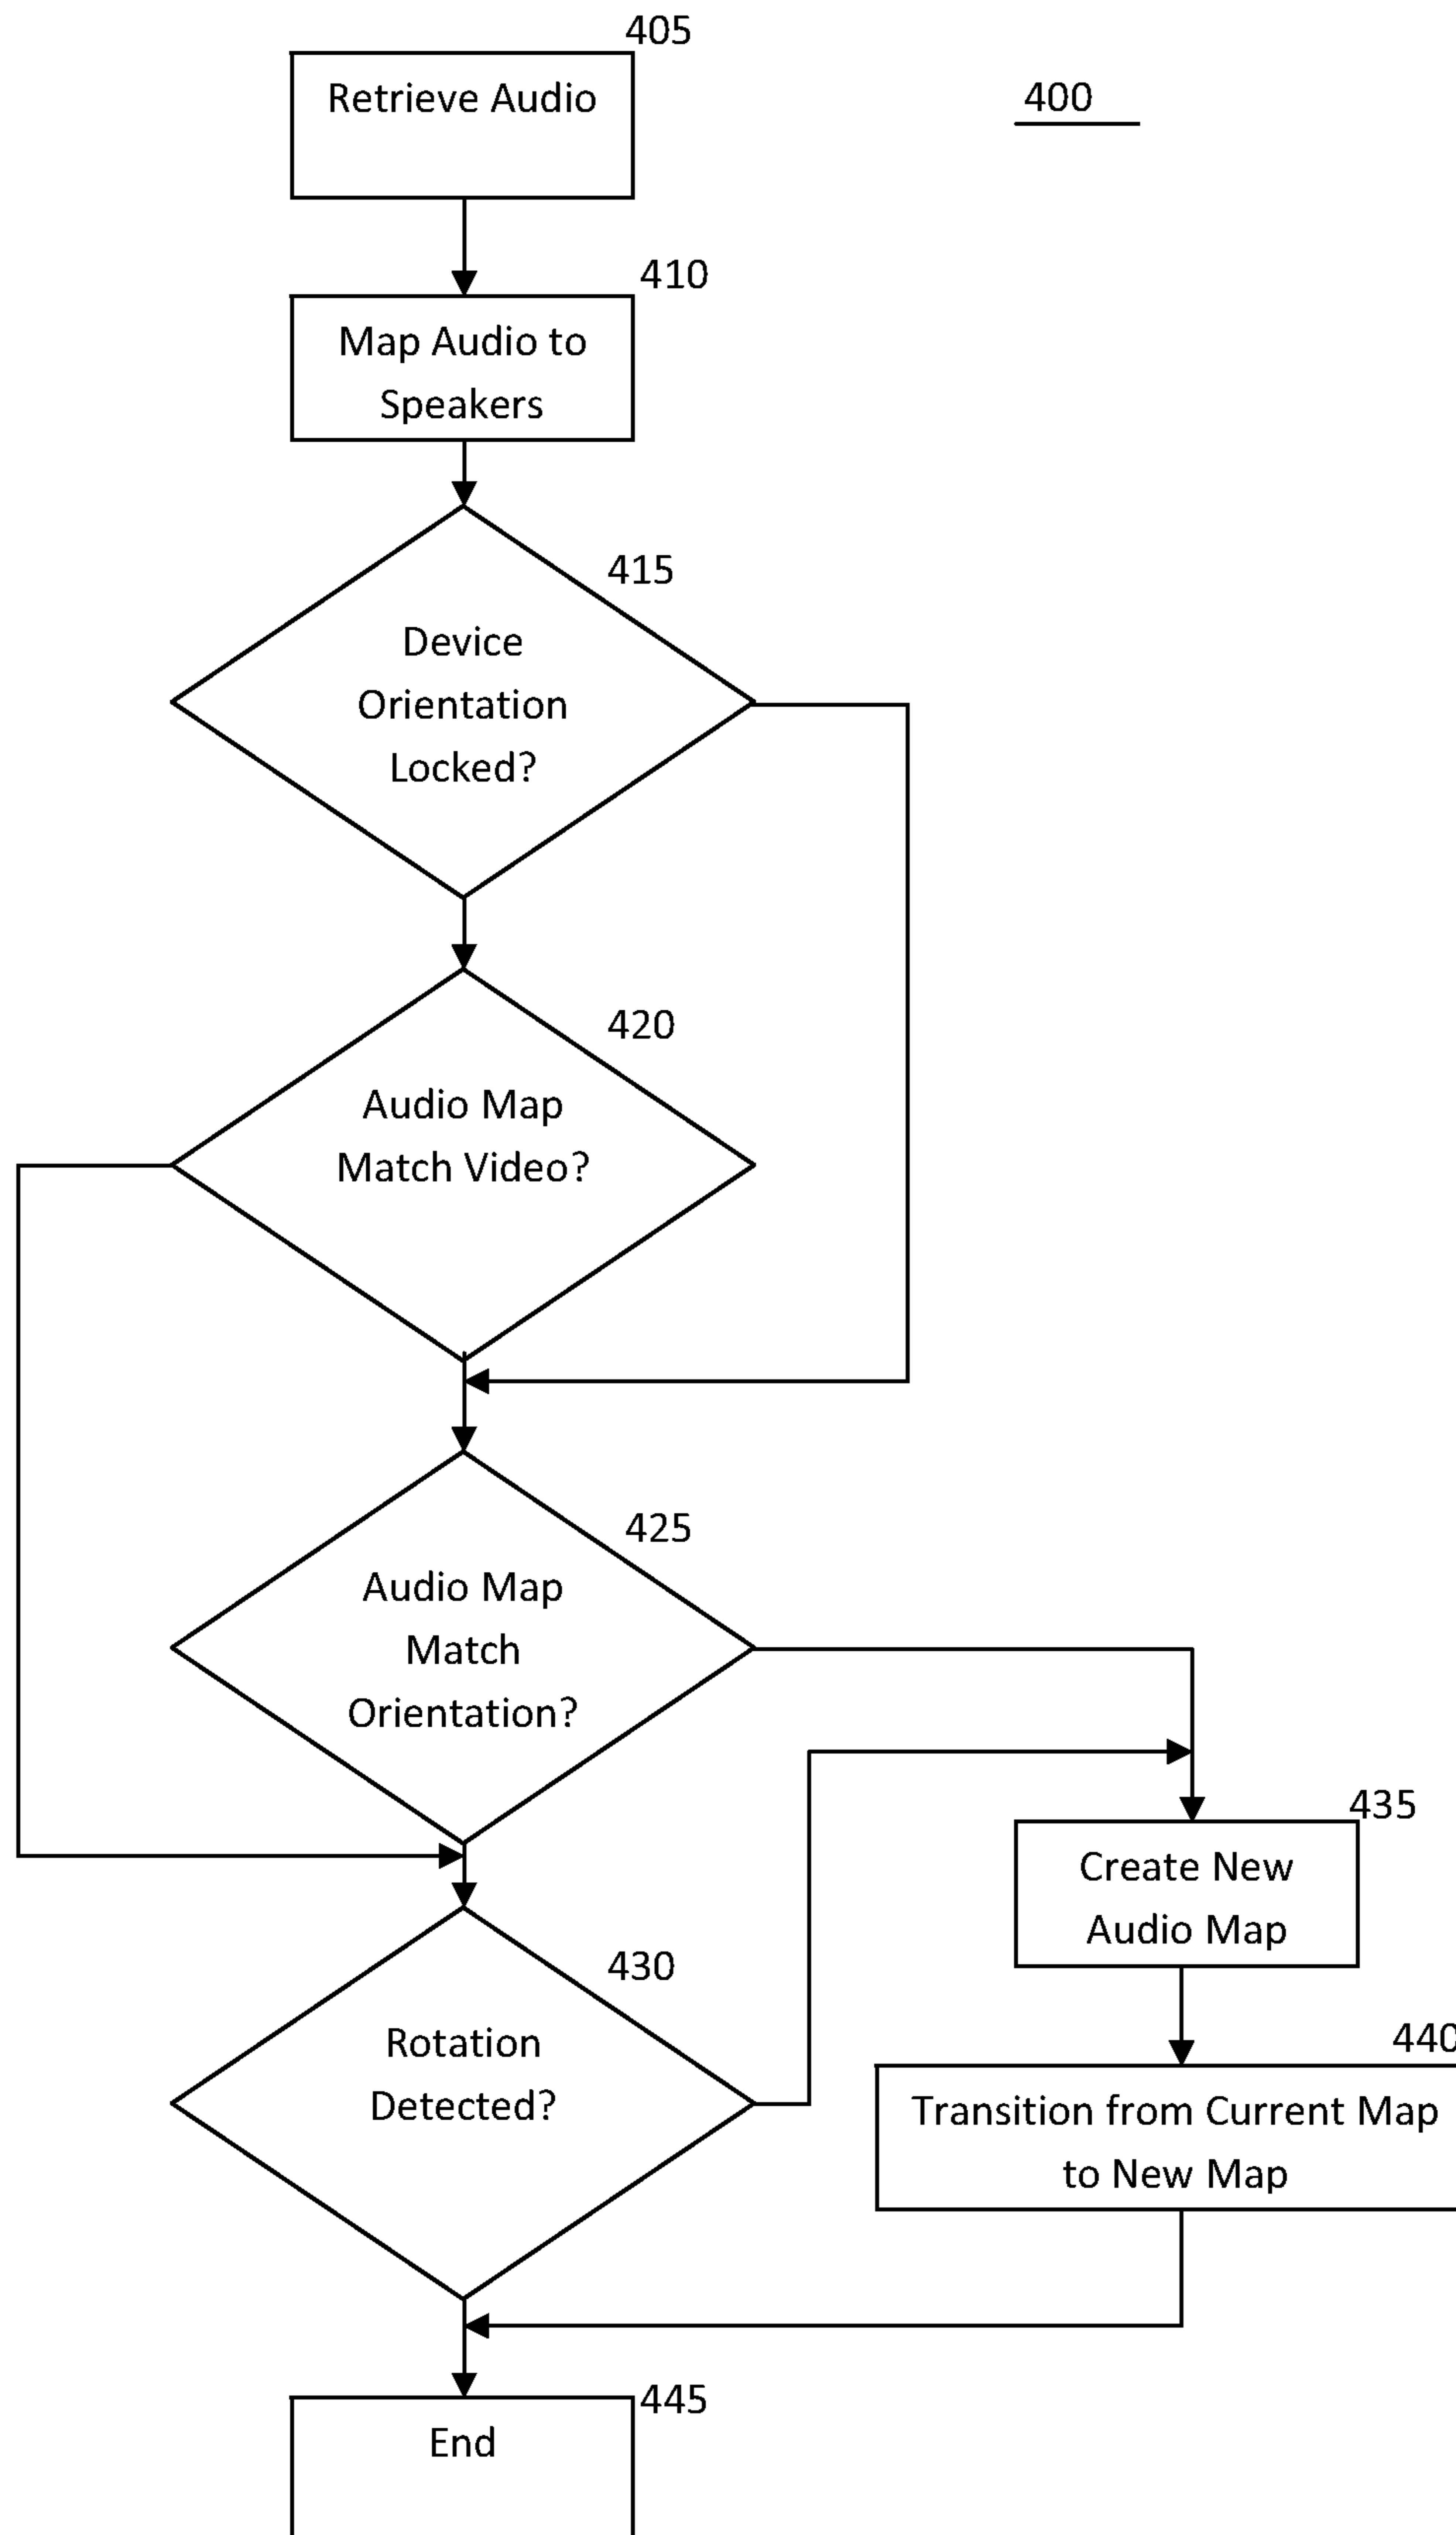 405
Retrieve Audio
400
410
Map Audio to
Speakers
415
Device
Orientation
Locked?
420
Audio Map
Match Video?
425
Audio Map
Match
Orientation?
435
Create New
Audio Map
430
Rotation
Detected?
440
Transition from Current Map
to New Map
445
End